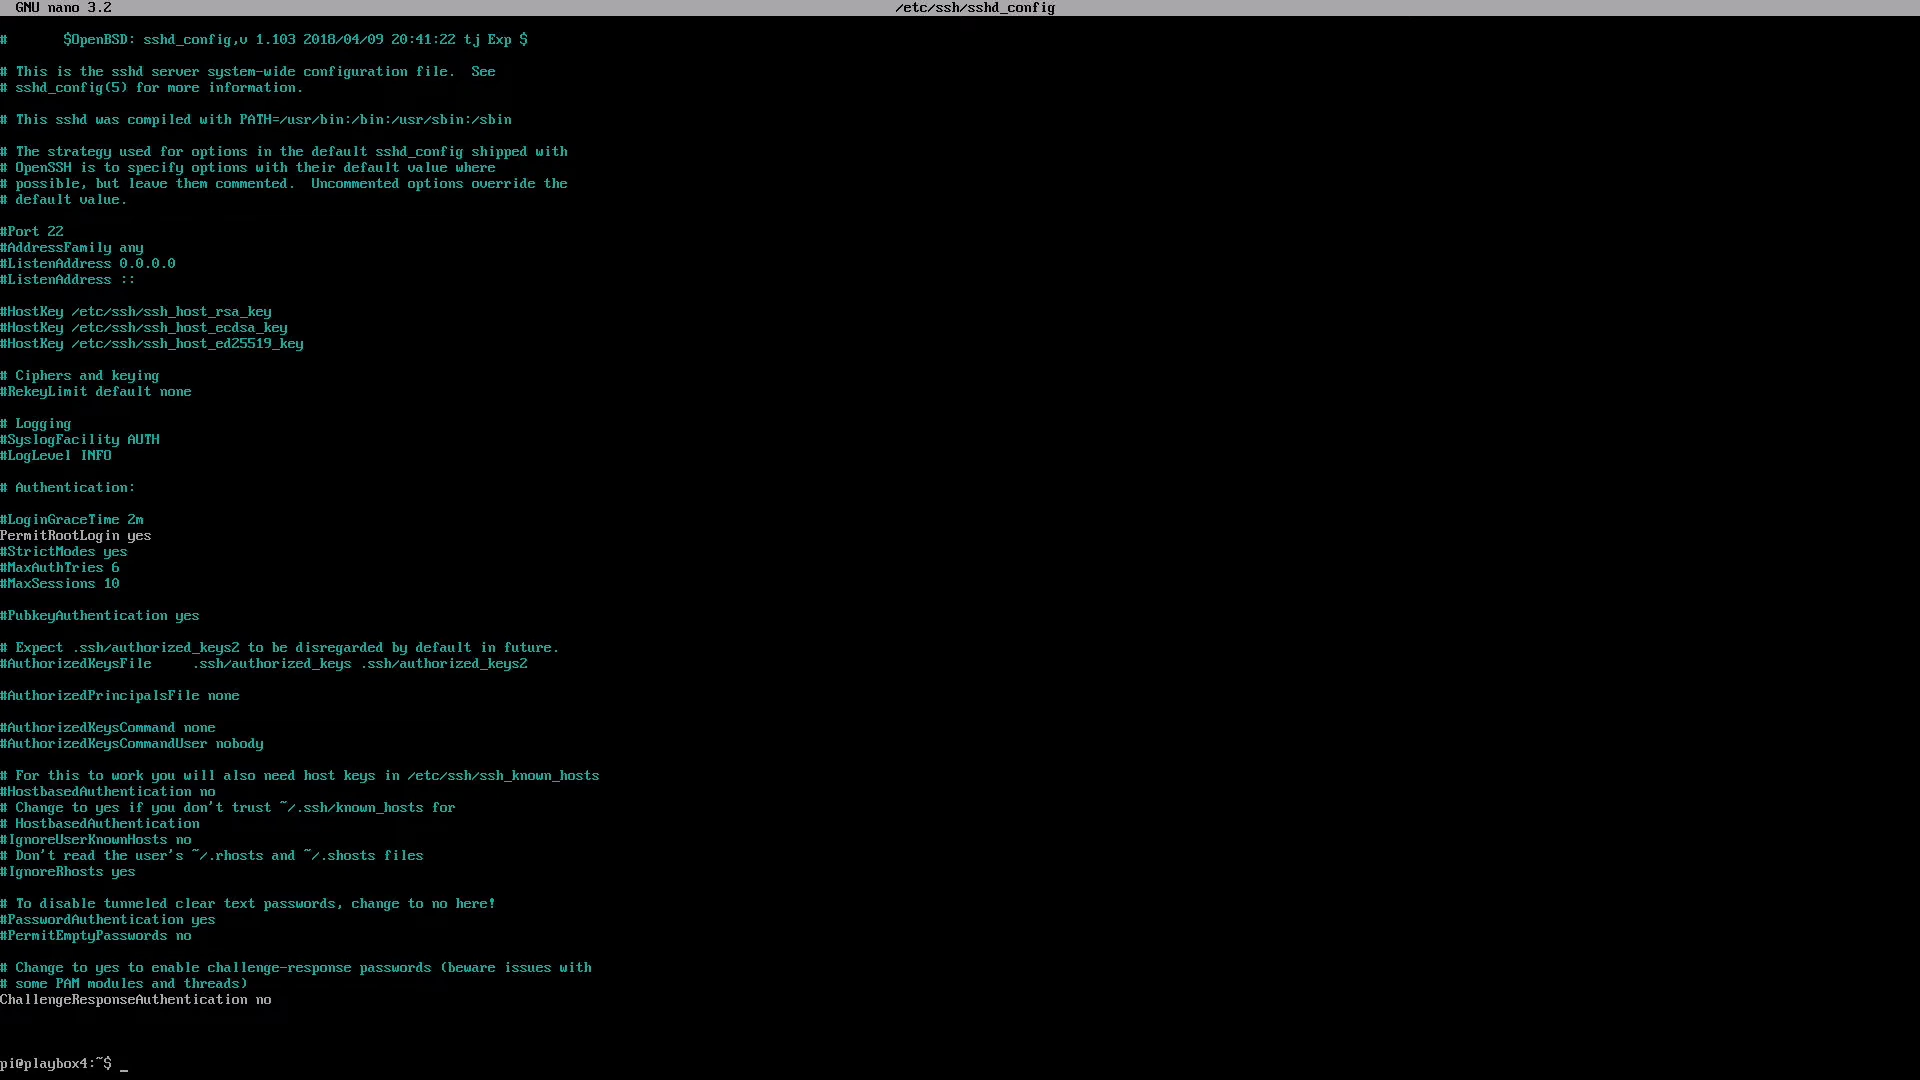 GNU nano 3.2 /etc/ssh/sshd_config
# $OpenBSD: sshd_config,v 1.103 2018/04/09 20:41:22 tj Exp $
# This is the sshd server system-wide configuration file. See
# sshd_config(5) for more information.
# This sshd was compiled with PATH=/usr/bin:/bin:/usr/sbin:/sbin
# The strategy used for options in the default sshd_config shipped with
# OpenSSH is to specify options with their default value where
# possible, but leave them commented. Uncommented options override the
# default value.
#Port 22
#AddressFamily any
#ListenAddress 0.0.0.0
#ListenAddress ::
#HostKey /etc/ssh/ssh_host_rsa_key
#HostKey /etc/ssh/ssh_host_ecdsa_key
#HostKey /etc/ssh/ssh_host_ed25519_key
# Ciphers and keying
#RekeyLimit default none
# Logging
#SyslogFacility AUTH
#LogLevel INFO
# Authentication:
#LoginGraceTime 2m
PermitRootLogin yes
#StrictModes yes
#MaxAuthTries 6
#MaxSessions 10
#PubkeyAuthentication yes
# Expect .ssh/authorized_keys2 to be disregarded by default in future.
#AuthorizedKeysFile .ssh/authorized_keys .ssh/authorized_keys2
#AuthorizedPrincipalsFile none
#AuthorizedKeysCommand none
#AuthorizedKeysCommandUser nobody
# For this to work you will also need host keys in /etc/ssh/ssh_known_hosts
#HostbasedAuthentication no
# Change to yes if you don't trust ~/.ssh/known_hosts for
# HostbasedAuthentication
#IgnoreUserKnownHosts no
# Don't read the user's ~/.rhosts and ~/.shosts files
#IgnoreRhosts yes
# To disable tunneled clear text passwords, change to no here!
#PasswordAuthentication yes
#PermitEmptyPasswords no
# Change to yes to enable challenge-response passwords (beware issues with
# some PAM modules and threads)
ChallengeResponseAuthentication no
pi@playbox4:~$ _